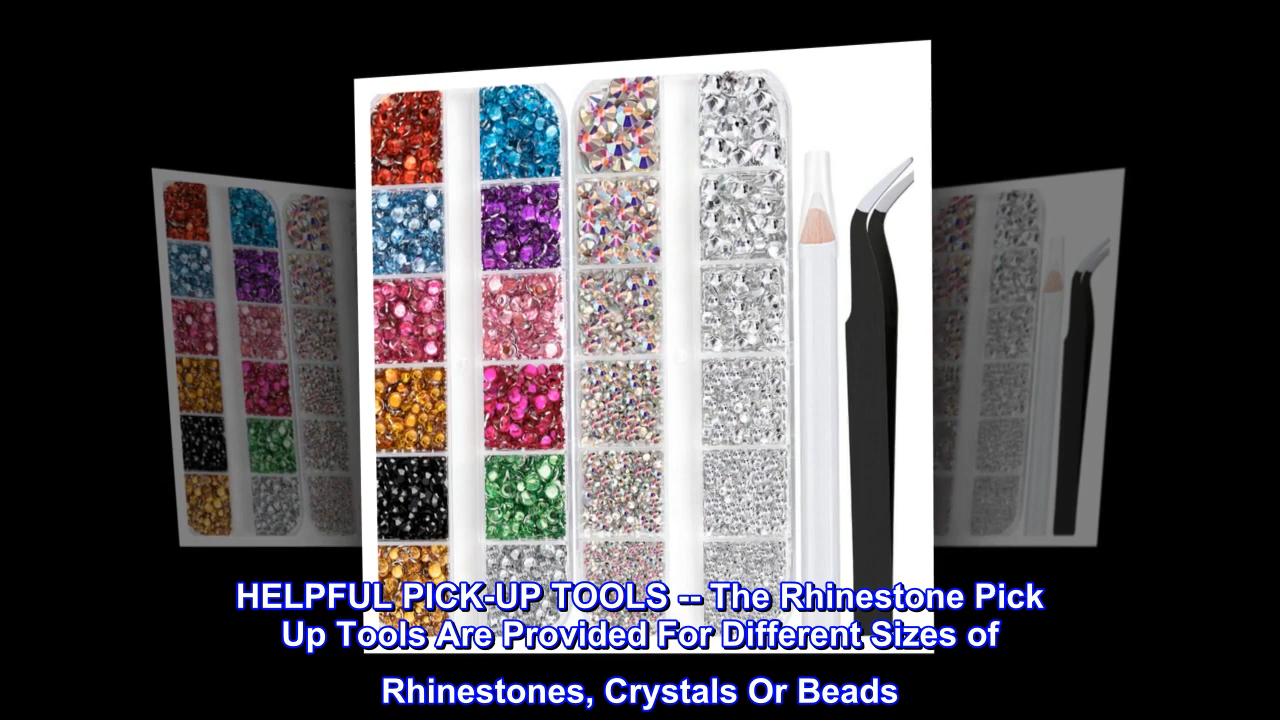 HELPFUL PICK-UP TOOLS -- The Rhinestone Pick
Up Tools Are Provided For Different Sizes of
Rhinestones, Crystals Or Beads